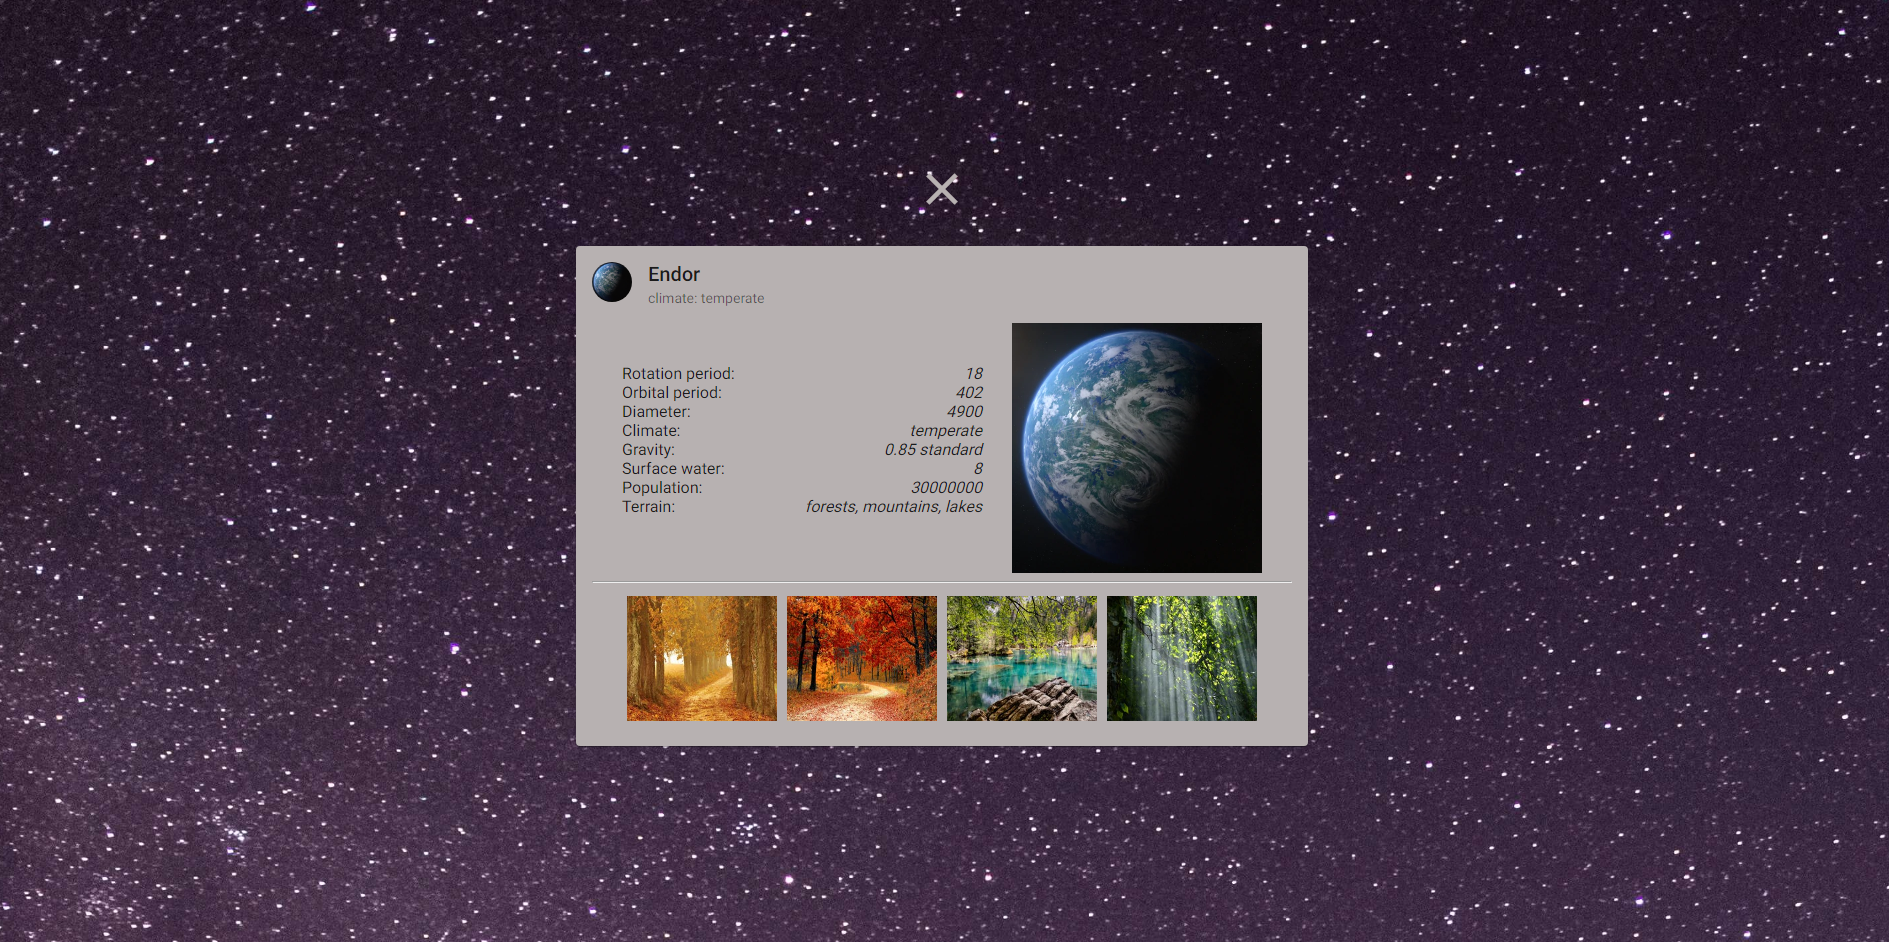 Endor
climate: temperate
Rotation period: 18
Orbital period: 402
Diameter: 4900
Climate: temperate
Gravity: 0.85 standard
Surface water: 8
Population: 30000000
Terrain: forests, mountains, lakes